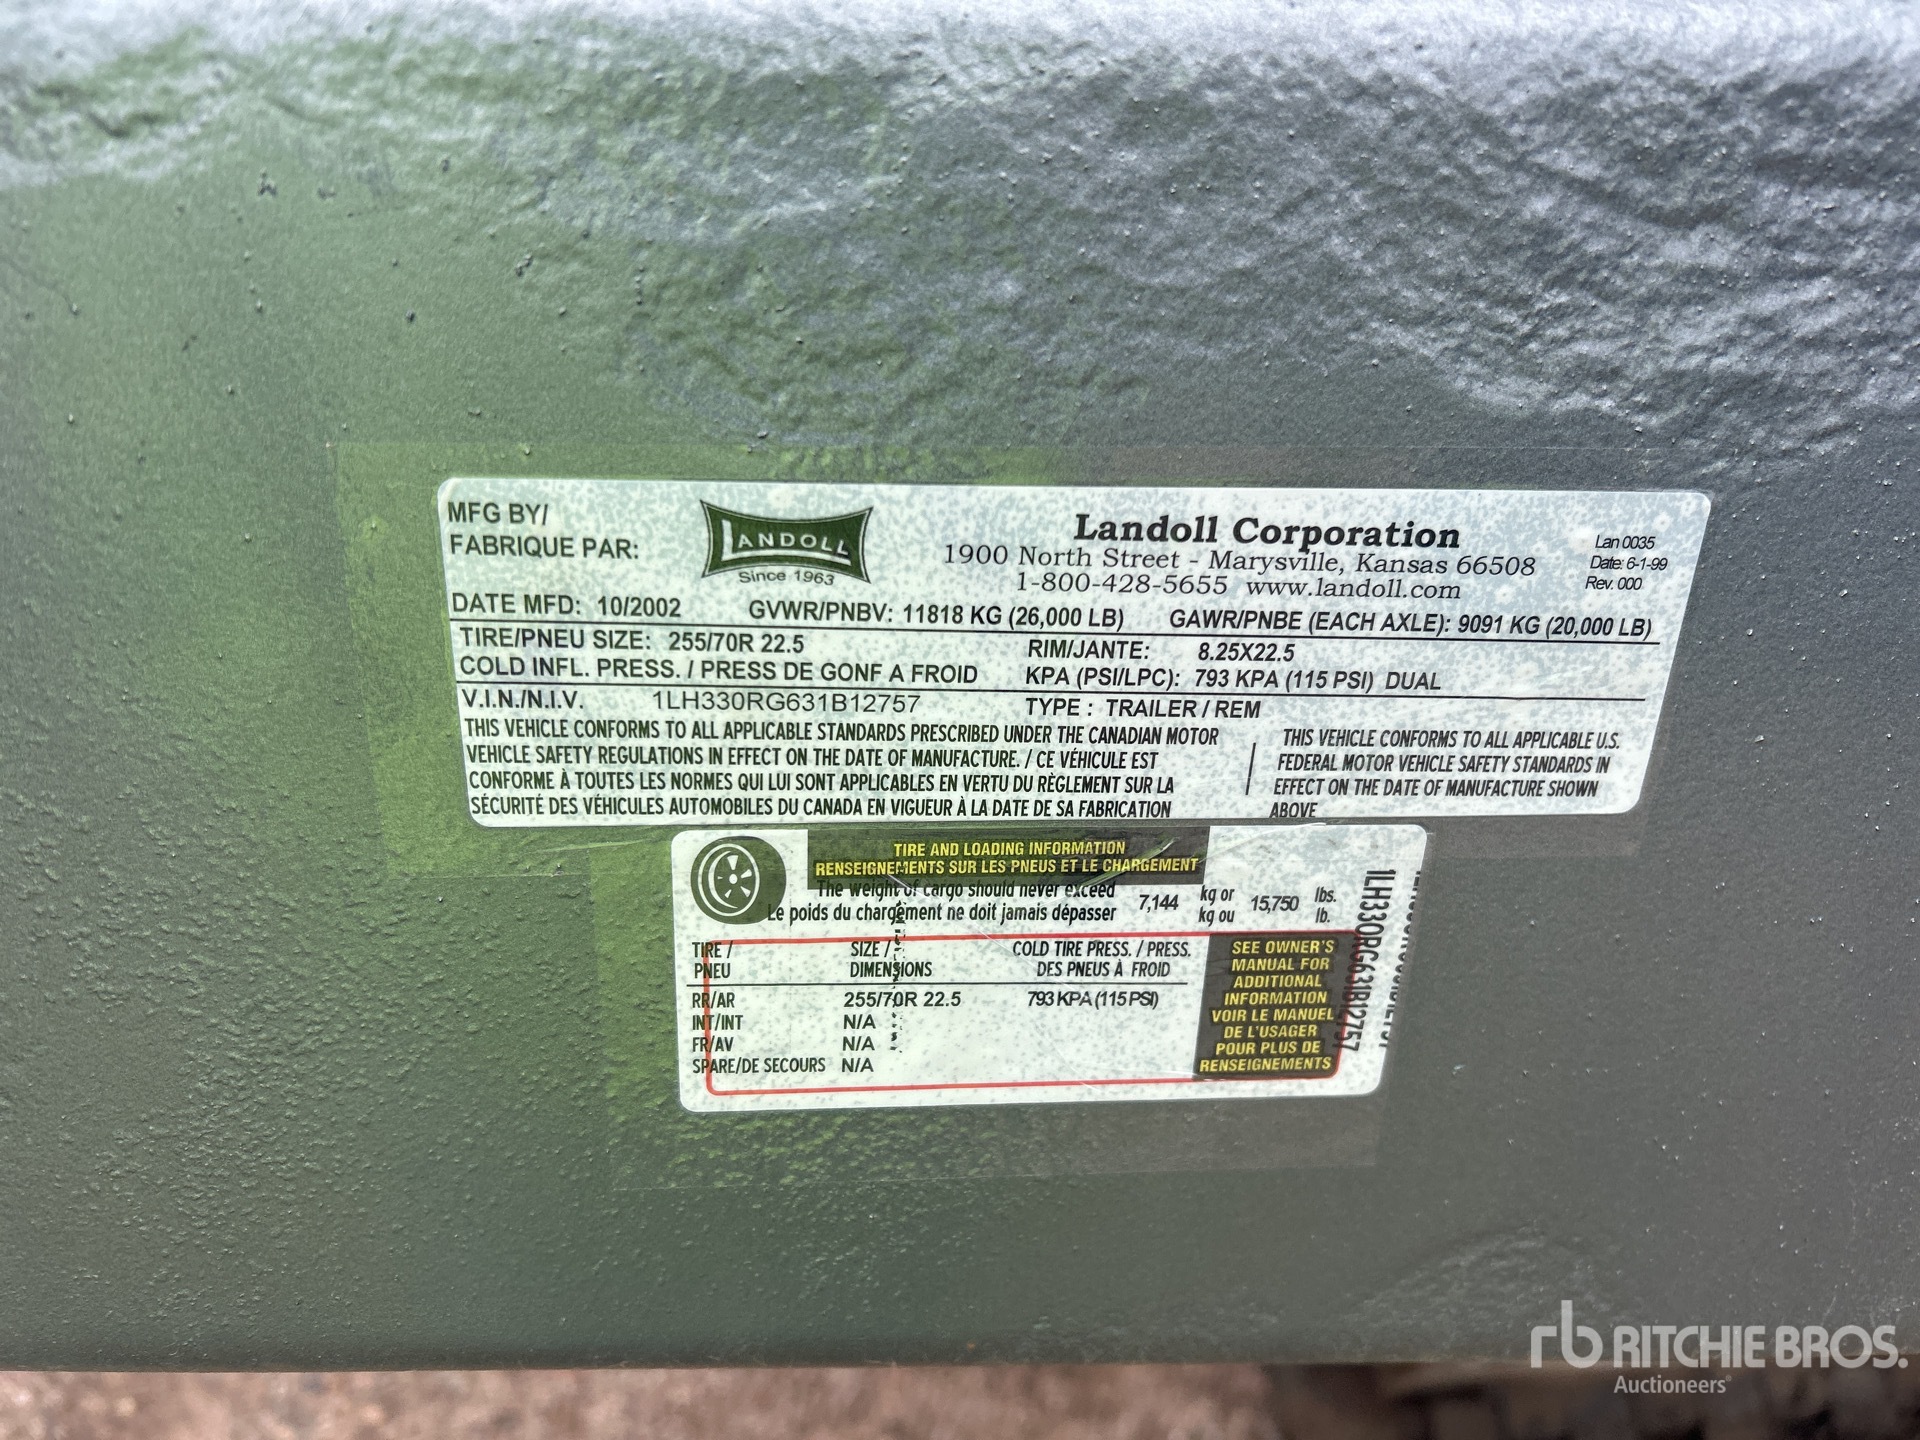 MFG BY/
FABRIQUE PAR:
LANDOLL
Since 1963
Landoll Corporation
1900 North Street - Marysville, Kansas 66508
1-800-428-5655 www.landoll.com
Lan 0035
Date: 6-1-99
Rev. 000
DATE MFD: 10/2002 GVWR/PNBV: 11818 KG (26,000 LB) GAWR/PNBE (EACH AXLE): 9091 KG (20,000 LB)
TIRE/PNEU SIZE: 255/70R 22.5 RIM/JANTE: 8.25X22.5
COLD INFL. PRESS. / PRESS DE GONF A FROID KPA (PSI/LPC): 793 KPA (115 PSI) DUAL
V.I.N./N.I.V. 1LH330RG631B12757 TYPE : TRAILER / REM
THIS VEHICLE CONFORMS TO ALL APPLICABLE STANDARDS PRESCRIBED UNDER THE CANADIAN MOTOR
VEHICLE SAFETY REGULATIONS IN EFFECT ON THE DATE OF MANUFACTURE. / CE VÉHICULE EST
CONFORME À TOUTES LES NORMES QUI LUI SONT APPLICABLES EN VERTU DU RÈGLEMENT SUR LA
SÉCURITÉ DES VÉHICULES AUTOMOBILES DU CANADA EN VIGUEUR À LA DATE DE SA FABRICATION
THIS VEHICLE CONFORMS TO ALL APPLICABLE U.S.
FEDERAL MOTOR VEHICLE SAFETY STANDARDS IN
EFFECT ON THE DATE OF MANUFACTURE SHOWN
ABOVE
TIRE AND LOADING INFORMATION
RENSEIGNEMENTS SUR LES PNEUS ET LE CHARGEMENT
The weight of cargo should never exceed
Le poids du chargement ne doit jamais dépasser
7,144 kg or 15,750 lbs.
kg ou lb.
TIRE / SIZE / COLD TIRE PRESS. / PRESS.
PNEU DIMENSIONS DES PNEUS À FROID
RR/AR 255/70R 22.5 793 KPA (115 PSI)
INT/INT N/A
FR/AV N/A
SPARE/DE SECOURS N/A
SEE OWNER'S
MANUAL FOR
ADDITIONAL
INFORMATION
VOIR LE MANUEL
DE L'USAGER
POUR PLUS DE
RENSEIGNEMENTS
1LH330RG631B12757
rb RITCHIE BROS.
Auctioneers